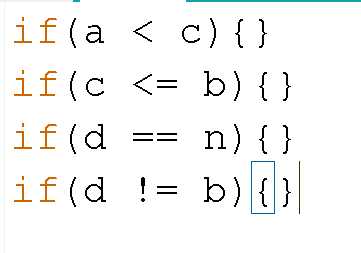 if(a < c){}
if(c <= b){}
if(d == n){}
if(d != b){}